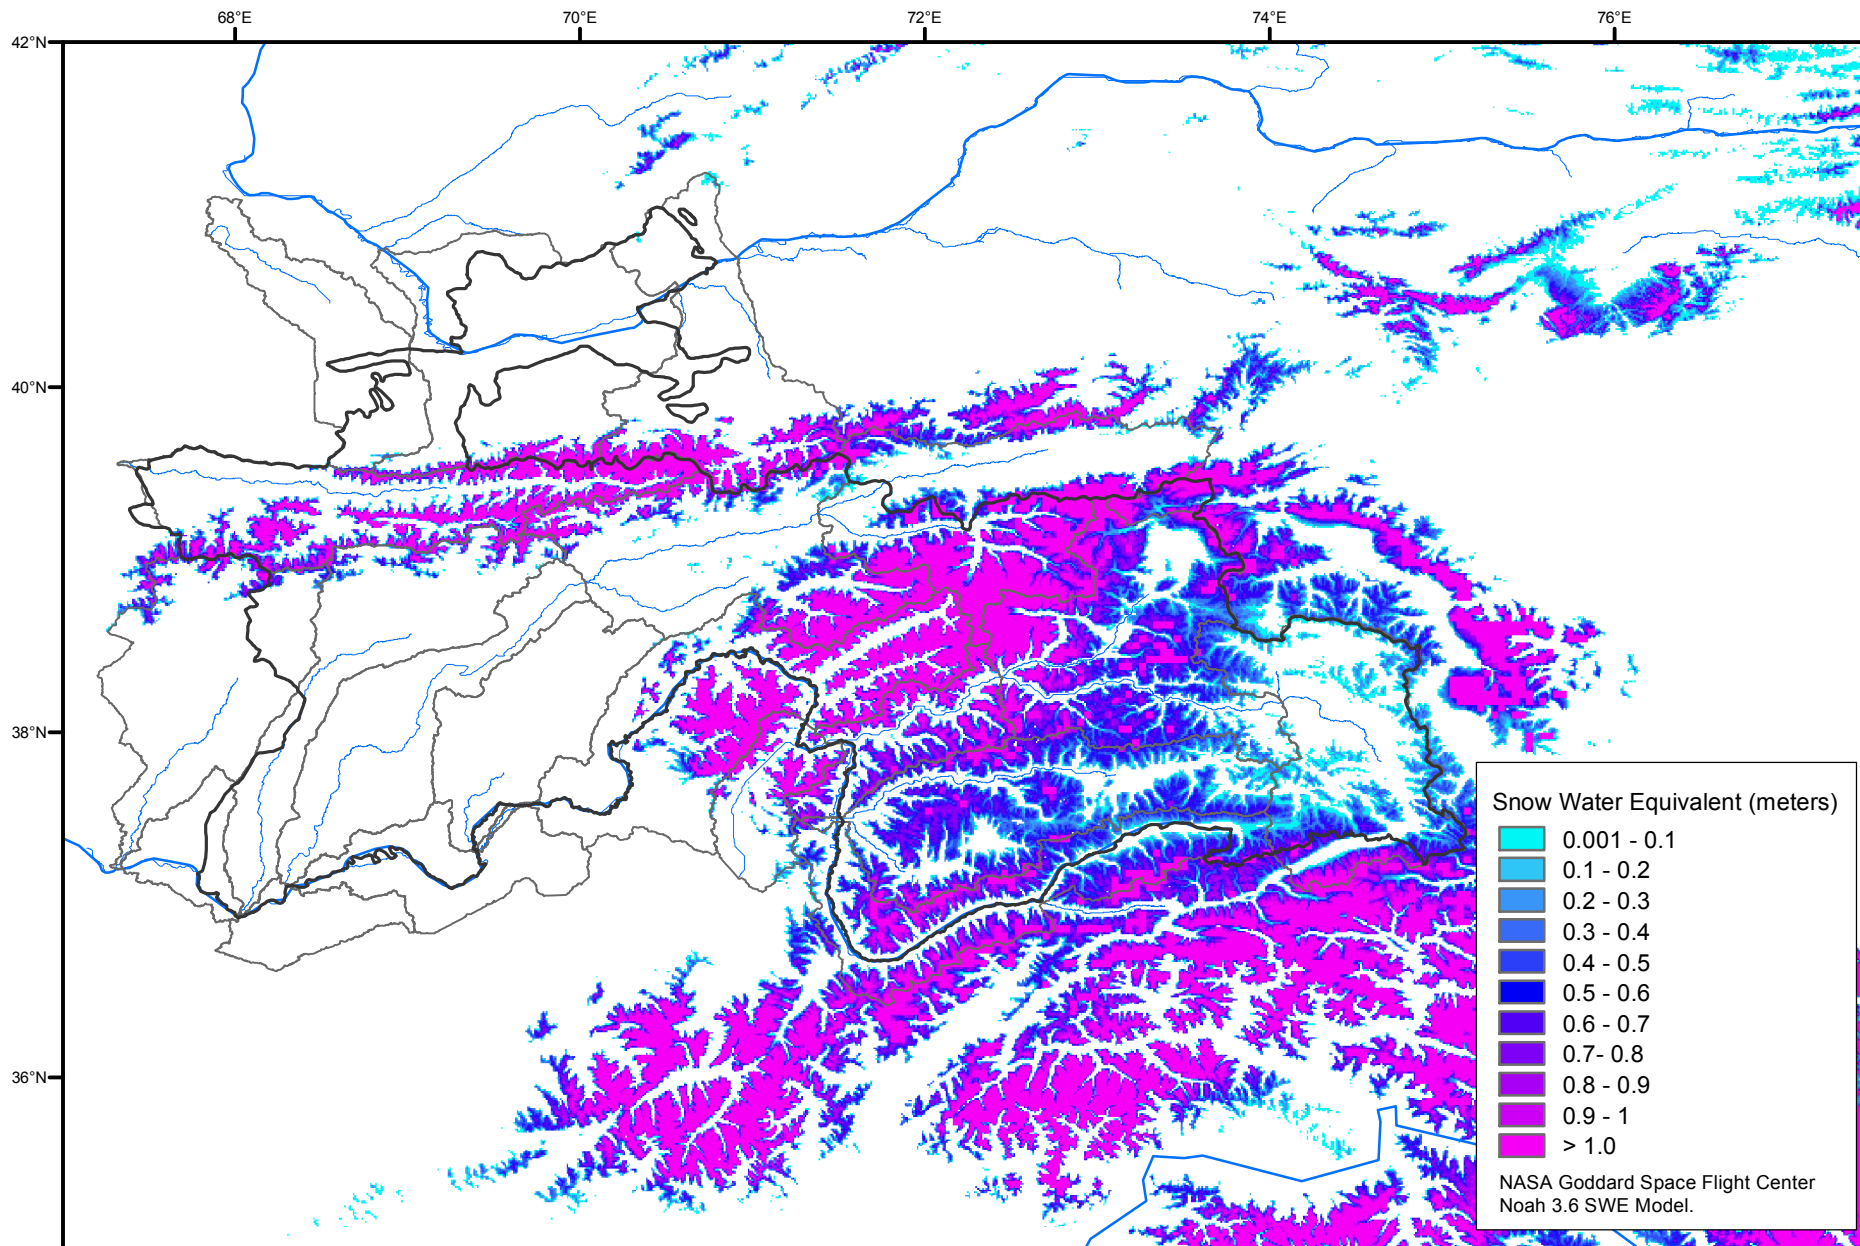 68°E
70°E
72°E
74°E
76°E
42°N
40°N
38°N
36°N
Snow Water Equivalent (meters)
0.001 - 0.1
0.1 - 0.2
0.2 - 0.3
0.3 - 0.4
0.4 - 0.5
0.5 - 0.6
0.6 - 0.7
0.7- 0.8
0.8 - 0.9
0.9 - 1
> 1.0
NASA Goddard Space Flight Center
Noah 3.6 SWE Model.